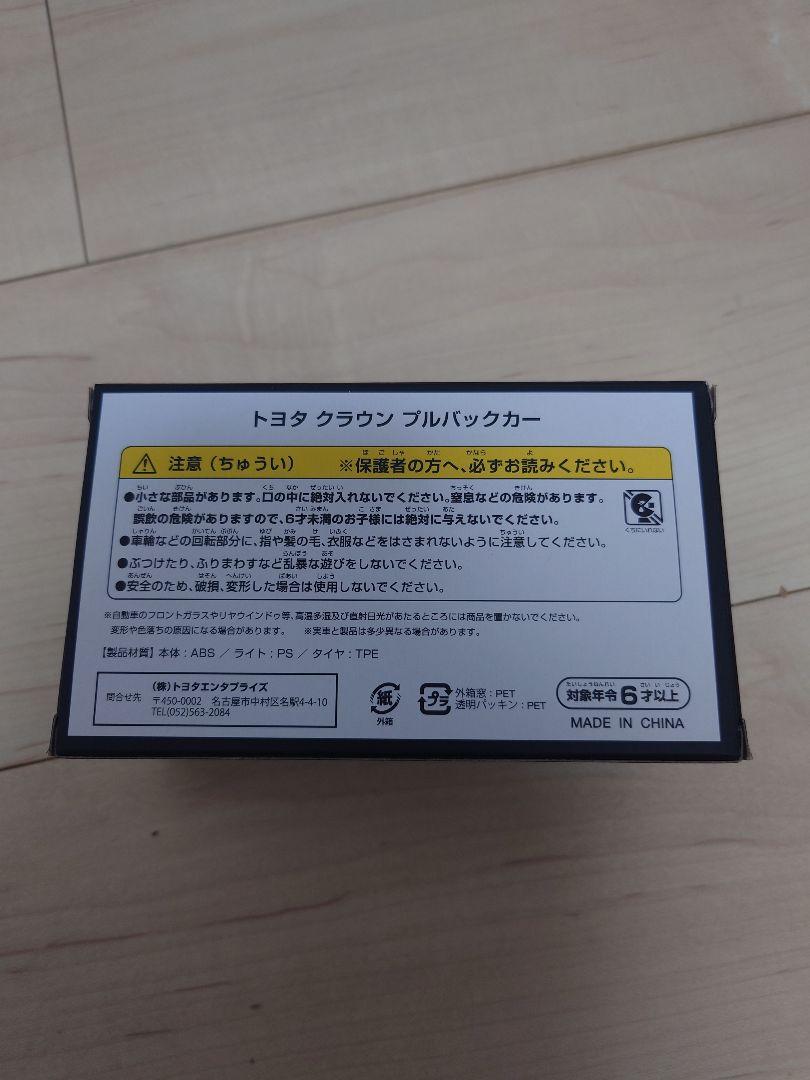 トヨタ クラウン プルバックカー
注意(ちゅうい) ※保護者の方へ、必ずお読みください。
●小さな部品があります。口の中に絶対入れないでください。窒息などの危険があります。
誤飲の危険がありますので、6才未満のお子様には絶対に与えないでください。
くちにいれない
●車輪などの回転部分に、指や髪の毛、衣服などをはさまれないように注意してください。
●ぶつけたり、ふりまわすなど乱暴な遊びをしないでください。
●安全のため、破損、変形した場合は使用しないでください。
※自動車のフロントガラスやリヤウインドゥ等、高温多湿及び直射日光があたるところには商品を置かないでください。
変形や色落ちの原因になる場合があります。 ※実車と製品は多少異なる場合があります。
【製品材質】本体:ABS / ライト:PS / タイヤ:TPE
問合せ先
(株)トヨタエンタプライズ
〒450-0002 名古屋市中村区名駅4-4-10
TEL(052)563-2084
紙
外箱
プラ
外箱窓:PET
透明パッキン:PET
対象年令6才以上
MADE IN CHINA